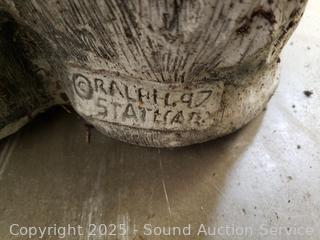 ©RALPH.97
STATUARY
Copyright 2025 - Sound Auction Service